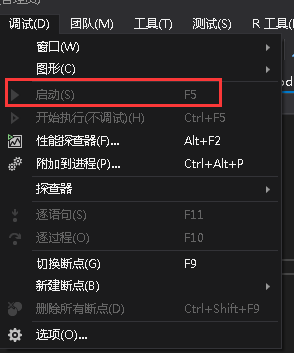 调试(D) 团队(M) 工具(T) 测试(S) R 工具(
窗口(W)
图形(C)
启动(S) F5
开始执行(不调试)(H) Ctrl+F5
性能探查器(F)... Alt+F2
附加到进程(P)... Ctrl+Alt+P
探查器
逐语句(S) F11
逐过程(O) F10
切换断点(G) F9
新建断点(B)
删除所有断点(D) Ctrl+Shift+F9
选项(O)...